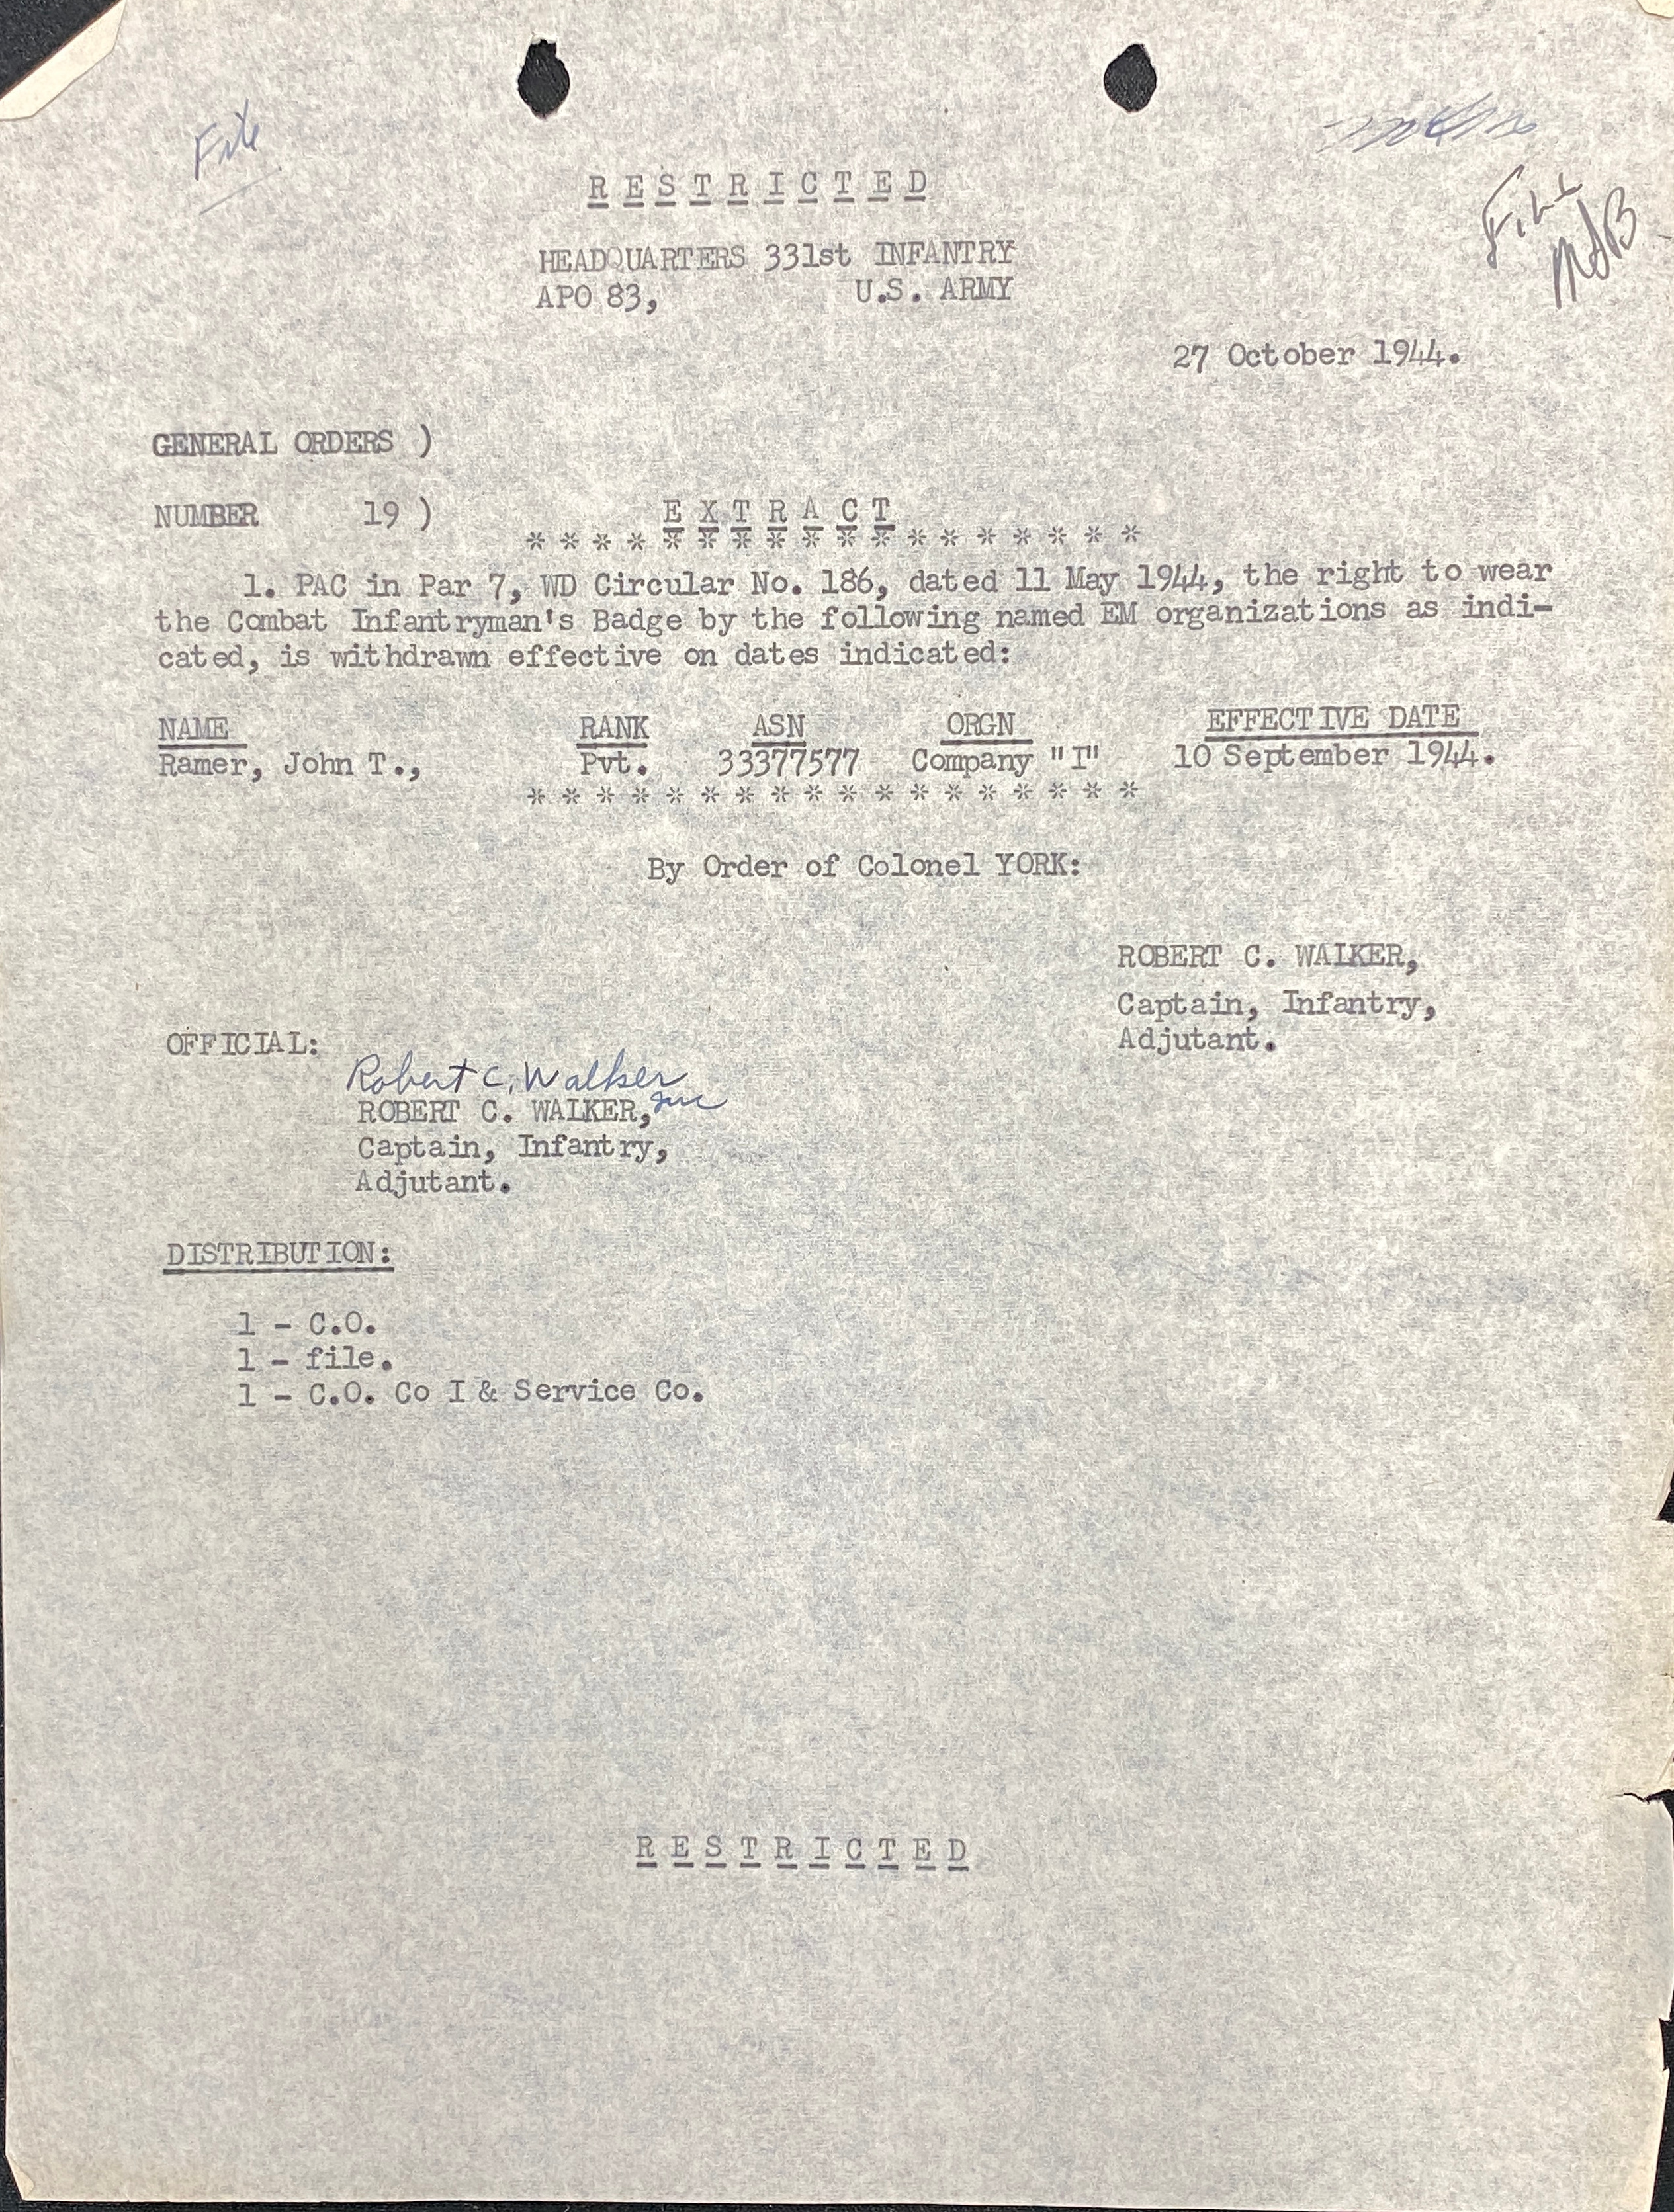 File
File
MSB
R E S T R I C T E D
HEADQUARTERS 331st INFANTRY
APO 83, U.S. ARMY
27 October 1944.
GENERAL ORDERS )
NUMBER 19 ) E X T R A C T
* * * * * * * * * * * * * * * * * *
1. PAC in Par 7, WD Circular No. 186, dated 11 May 1944, the right to wear
the Combat Infantryman's Badge by the following named EM organizations as indi-
cated, is withdrawn effective on dates indicated:
NAME RANK ASN ORGN EFFECTIVE DATE
Ramer, John T., Pvt. 33377577 Company "I" 10 September 1944.
* * * * * * * * * * * * * * * * * *
By Order of Colonel YORK:
ROBERT C. WALKER,
Captain, Infantry,
Adjutant.
OFFICIAL:
Robert C. Walker
ROBERT C. WALKER,
Captain, Infantry,
Adjutant.
DISTRIBUTION:
1 - C.O.
1 - file.
1 - C.O. Co I & Service Co.
R E S T R I C T E D